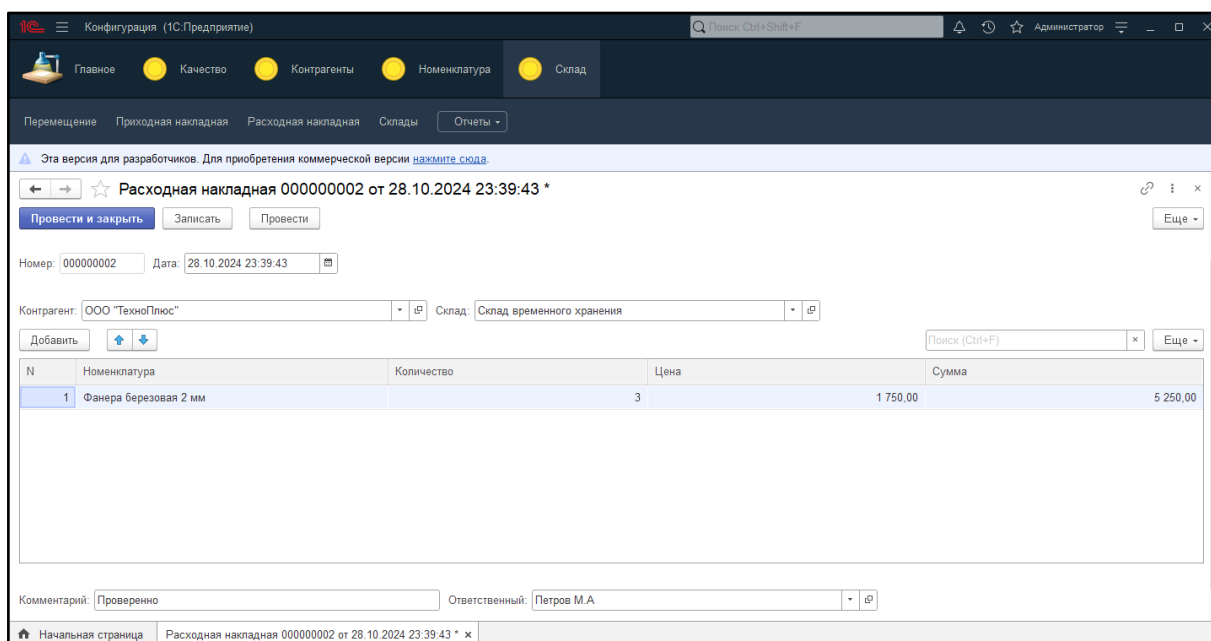 1С Конфигурация (1С:Предприятие) Поиск Ctrl+Shift+F Администратор
Главное Качество Контрагенты Номенклатура Склад
Перемещение Приходная накладная Расходная накладная Склады Отчеты
Эта версия для разработчиков. Для приобретения коммерческой версии нажмите сюда.
Расходная накладная 000000002 от 28.10.2024 23:39:43 *
Провести и закрыть Записать Провести Еще
Номер: 000000002 Дата: 28.10.2024 23:39:43
Контрагент: ООО "ТехноПлюс" Склад: Склад временного хранения
Добавить Поиск (Ctrl+F) × Еще
N Номенклатура Количество Цена Сумма
1 Фанера березовая 2 мм 3 1 750,00 5 250,00
Комментарий: Проверенно Ответственный: Петров М.А
Начальная страница Расходная накладная 000000002 от 28.10.2024 23:39:43 * ×